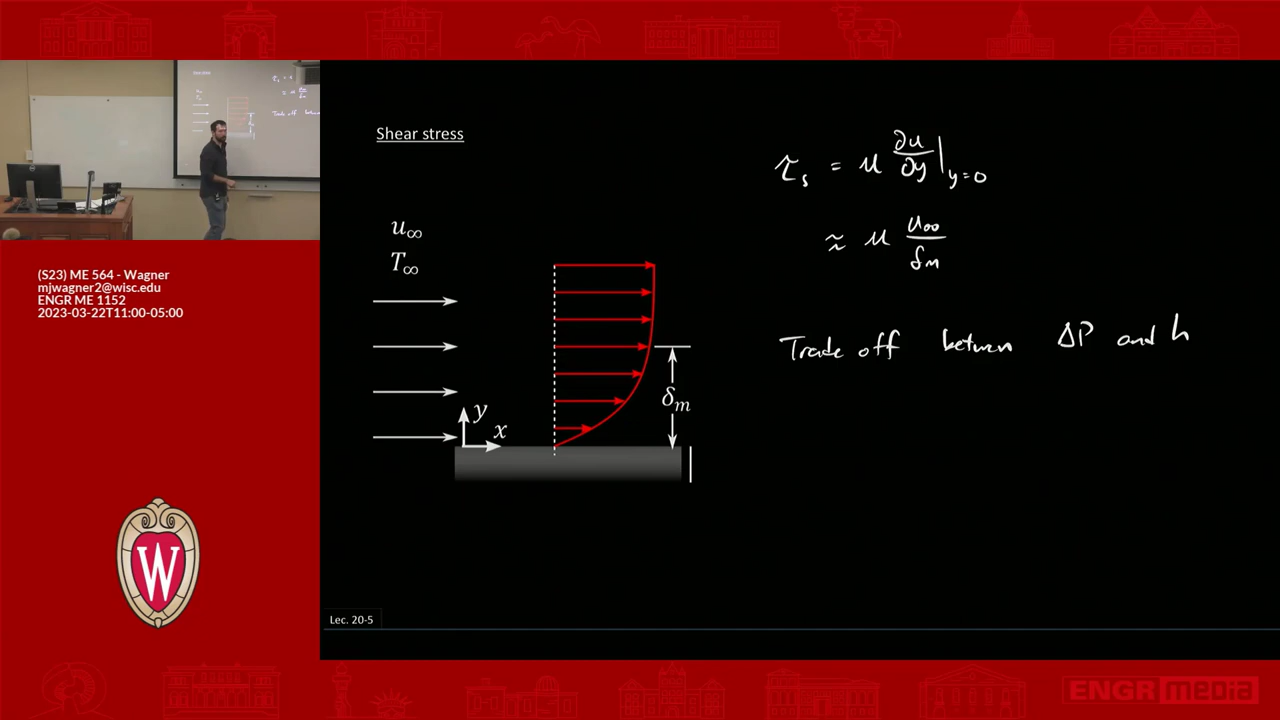 Shear stress
τₛ = μ ∂u/∂y |y=0
≈ μ u∞/δm
Trade off between ΔP and h
u∞
T∞
y
x
δm
(S23) ME 564 - Wagner
mjwagner2@wisc.edu
ENGR ME 1152
2023-03-22T11:00-05:00
W
Lec. 20-5
ENGR media